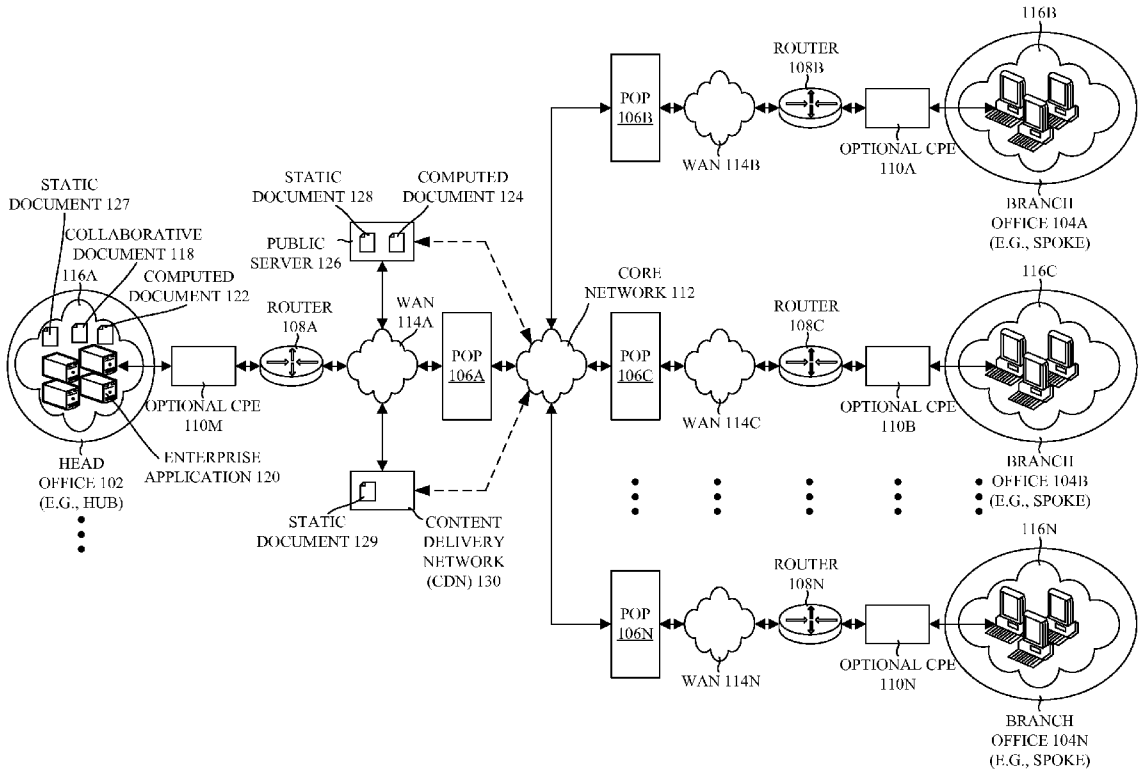 116B
ROUTER
108B
POP
106B
WAN 114B
OPTIONAL CPE
110A
BRANCH
OFFICE 104A
(E.G., SPOKE)
STATIC
DOCUMENT 127
COLLABORATIVE
DOCUMENT 118
116A
COMPUTED
DOCUMENT 122
STATIC
DOCUMENT 128
COMPUTED
DOCUMENT 124
PUBLIC
SERVER 126
ROUTER
108A
WAN
114A
POP
106A
CORE
NETWORK 112
OPTIONAL CPE
110M
HEAD
OFFICE 102
(E.G., HUB)
ENTERPRISE
APPLICATION 120
STATIC
DOCUMENT 129
CONTENT
DELIVERY
NETWORK
(CDN) 130
116C
ROUTER
108C
POP
106C
WAN 114C
OPTIONAL CPE
110B
BRANCH
OFFICE 104B
(E.G., SPOKE)
116N
ROUTER
108N
POP
106N
WAN 114N
OPTIONAL CPE
110N
BRANCH
OFFICE 104N
(E.G., SPOKE)